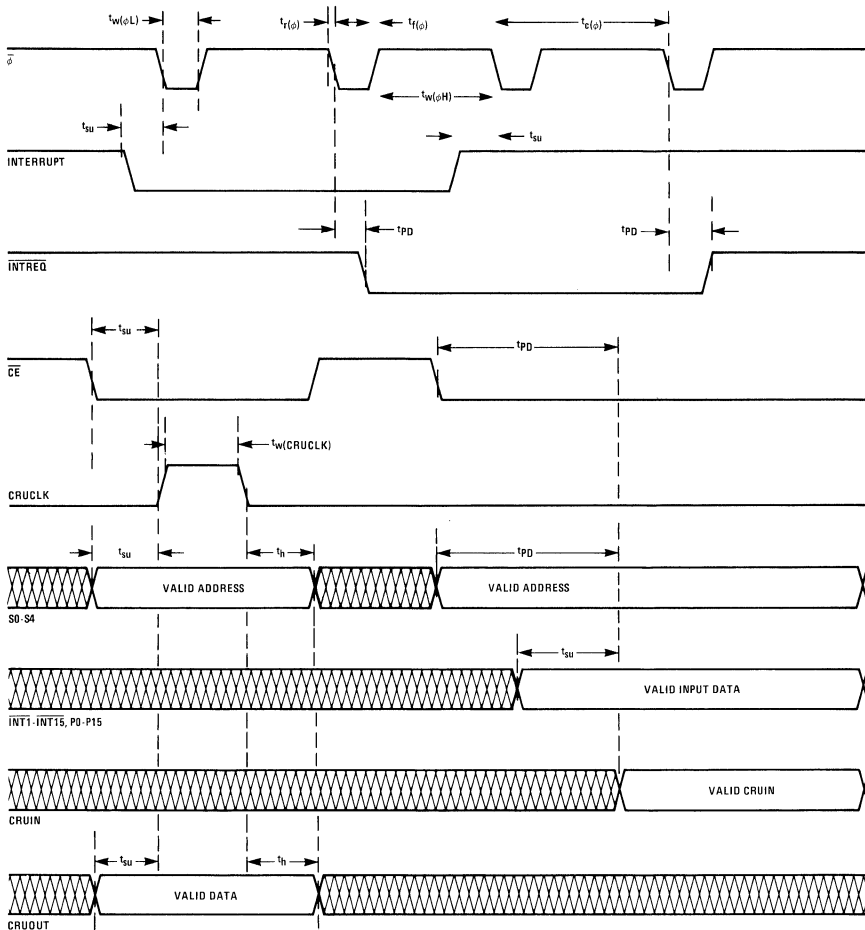 tw(φL)
tr(φ)
tf(φ)
tc(φ)
φ̅
tw(φH)
tsu
tsu
INTERRUPT
tPD
tPD
INTREQ
tsu
tPD
CE
tw(CRUCLK)
CRUCLK
tsu
th
tPD
VALID ADDRESS
VALID ADDRESS
S0-S4
tsu
VALID INPUT DATA
INT1-INT15, P0-P15
VALID CRUIN
CRUIN
tsu
th
VALID DATA
CRUOUT